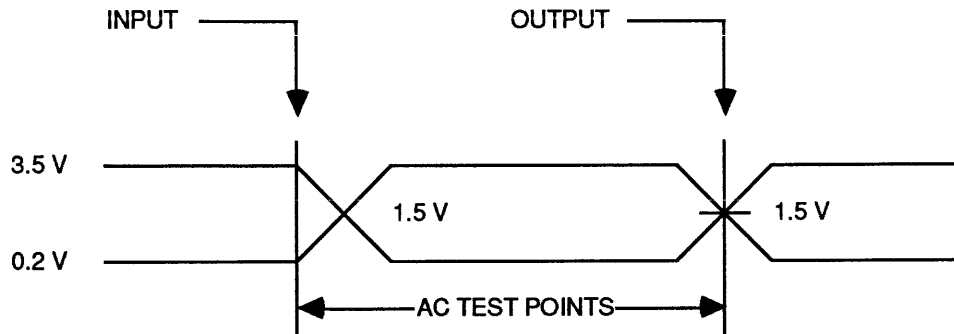 INPUT
OUTPUT
3.5 V
1.5 V
1.5 V
0.2 V
AC TEST POINTS